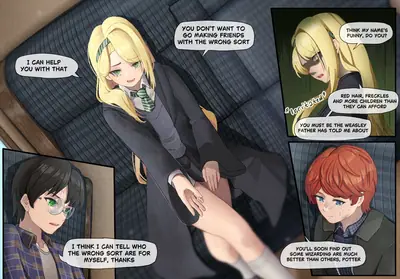 THINK MY NAME'S
FUNNY, DO YOU?
RED HAIR, FRECKLES
AND MORE CHILDREN THAN
THEY CAN AFFORD
YOU MUST BE THE WEASLEY
FATHER HAS TOLD ME ABOUT
YOU'LL FIND OUT SOON
SOME WIZARDING ARE MUCH
BETTER THAN OTHERS, POTTER
YOU DON'T WANT TO
GO MAKING FRIENDS
WITH THE WRONG SORT
I CAN HELP
YOU WITH THAT
I THINK I CAN TELL WHO
THE WRONG SORT ARE FOR
MYSELF, THANKS